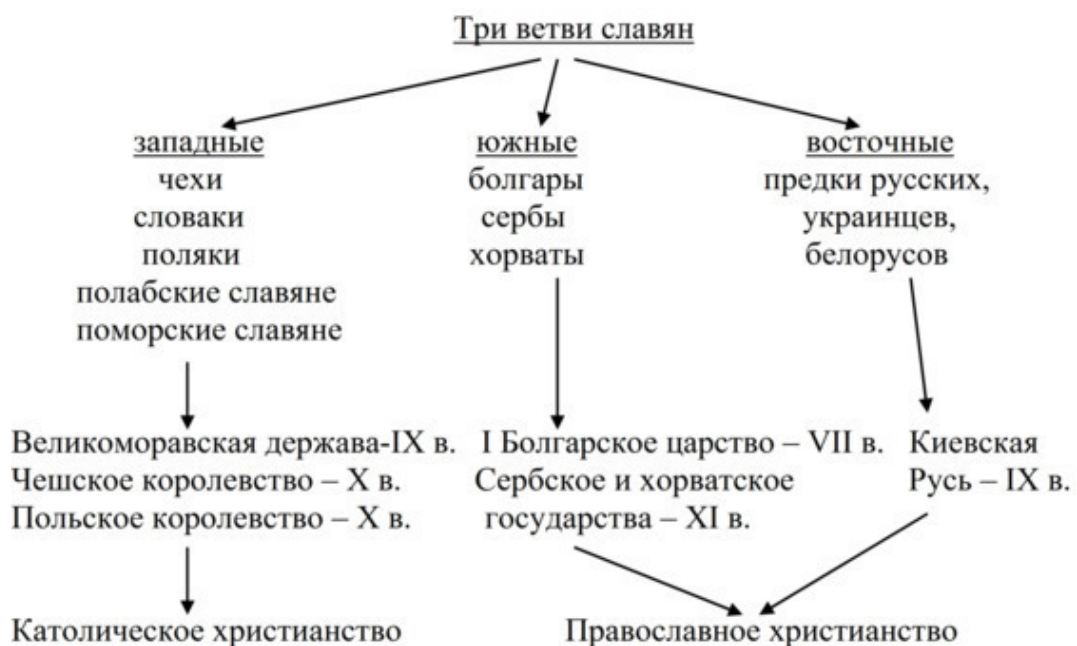 Три ветви славян
западные
чехи
словаки
поляки
полабские славяне
поморские славяне
Великоморавская держава-IX в.
Чешское королевство – X в.
Польское королевство – X в.
Католическое христианство
южные
болгары
сербы
хорваты
I Болгарское царство – VII в.
Сербское и хорватское
государства – XI в.
восточные
предки русских,
украинцев,
белорусов
Киевская
Русь – IX в.
Православное христианство